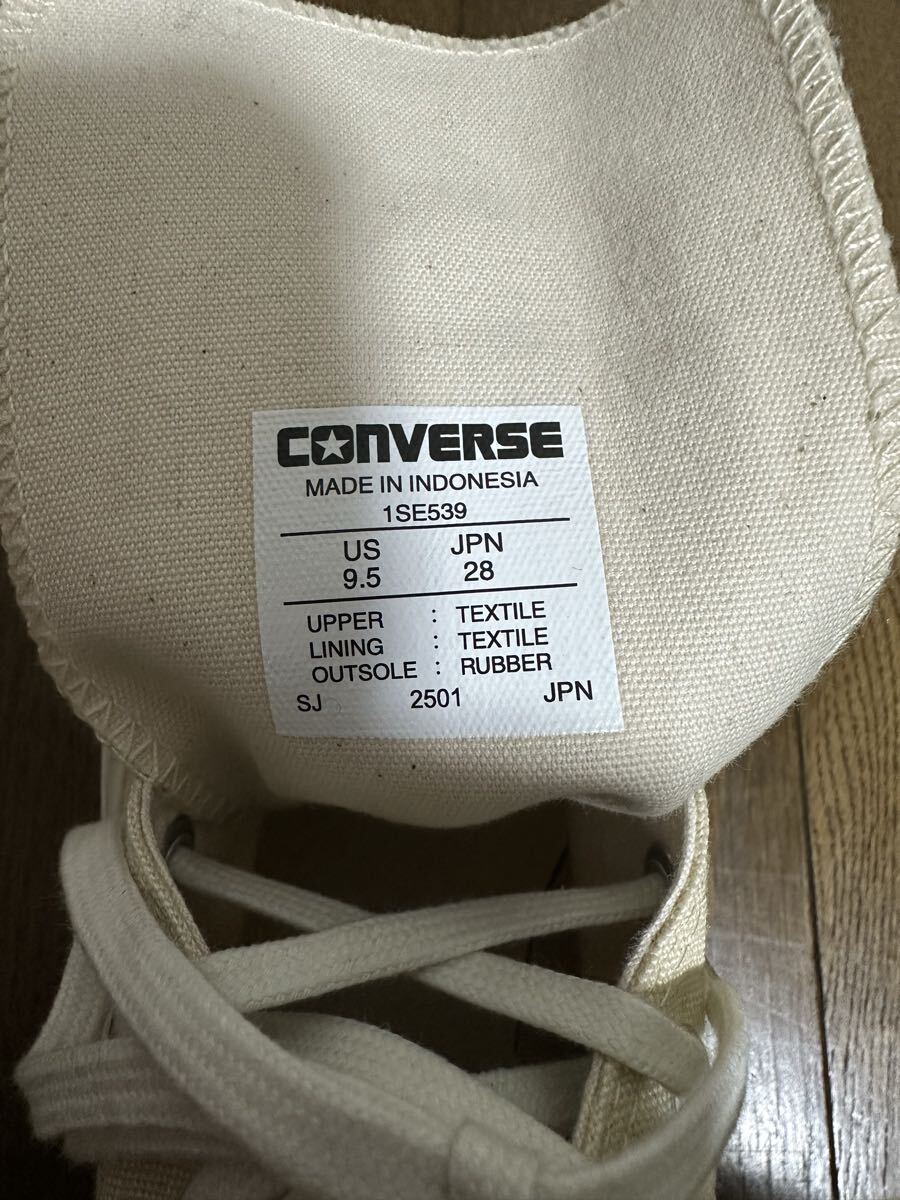 CONVERSE
MADE IN INDONESIA
1SE539
US JPN
9.5 28
UPPER : TEXTILE
LINING : TEXTILE
OUTSOLE : RUBBER
SJ 2501 JPN